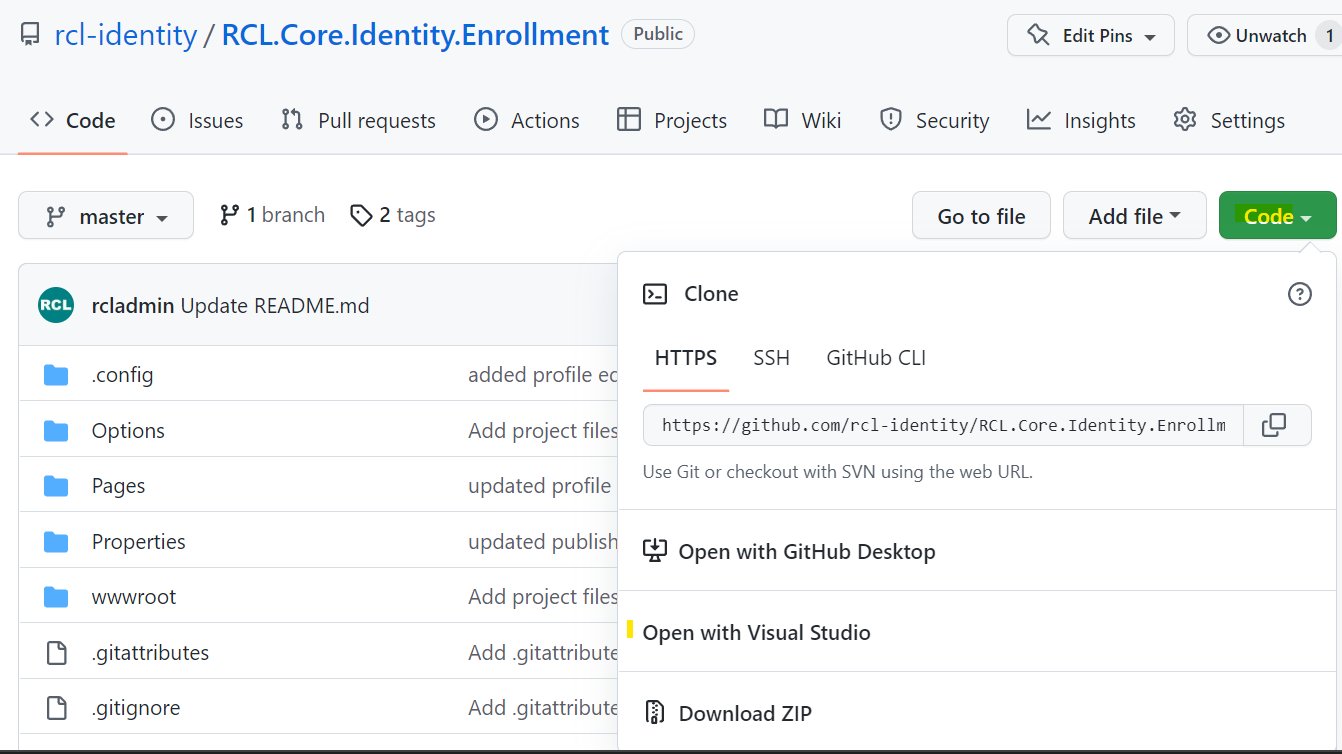 rcl-identity / RCL.Core.Identity.Enrollment Public Edit Pins Unwatch 1
Code Issues Pull requests Actions Projects Wiki Security Insights Settings
master 1 branch 2 tags Go to file Add file Code
RCL rcladmin Update README.md
Clone
HTTPS SSH GitHub CLI
https://github.com/rcl-identity/RCL.Core.Identity.Enrollm
Use Git or checkout with SVN using the web URL.
Open with GitHub Desktop
Open with Visual Studio
Download ZIP
.config added profile ed
Options Add project files
Pages updated profile
Properties updated publish
wwwroot Add project files
.gitattributes Add .gitattribute
.gitignore Add .gitattribute